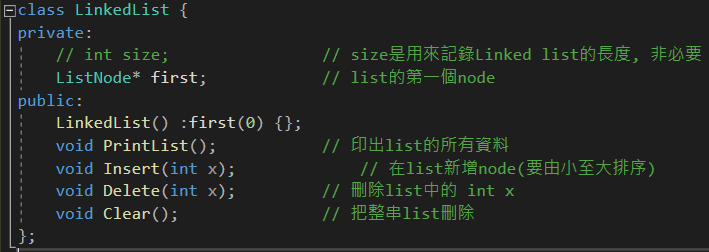 class LinkedList {
private:
// int size; // size是用來記錄Linked list的長度, 非必要
ListNode* first; // list的第一個node
public:
LinkedList() :first(0) {};
void PrintList(); // 印出list的所有資料
void Insert(int x); // 在list新增node(要由小至大排序)
void Delete(int x); // 刪除list中的 int x
void Clear(); // 把整串list刪除
};